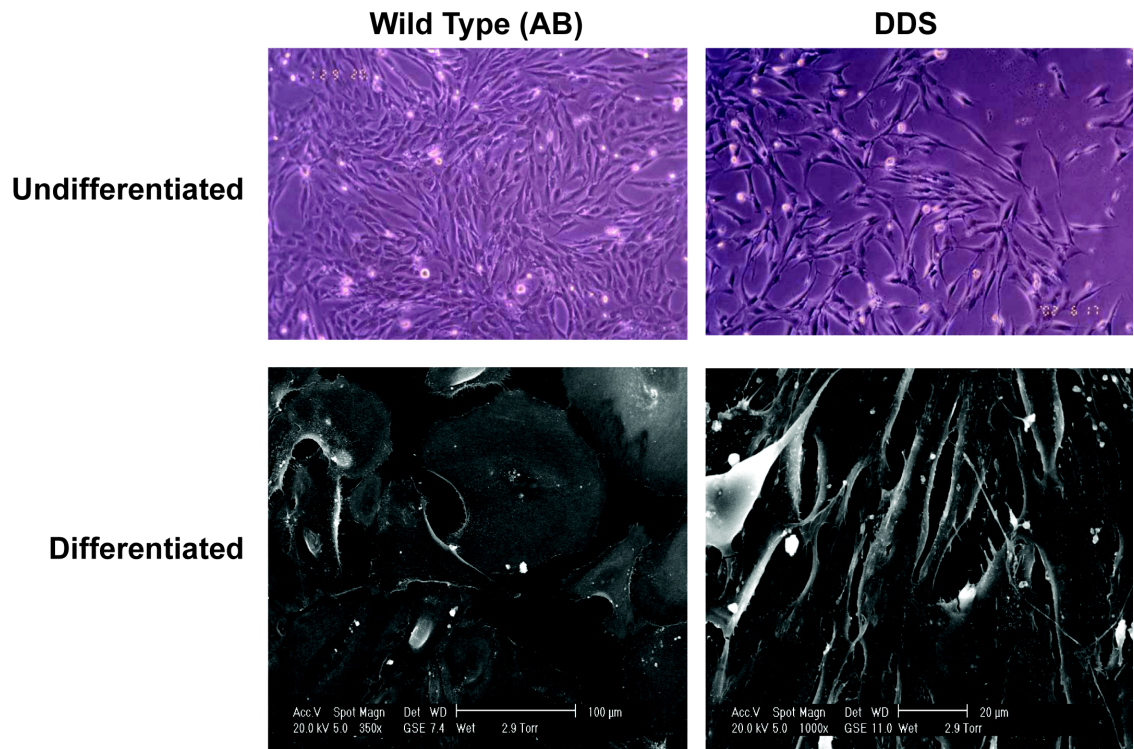 Wild Type (AB)
DDS
Undifferentiated
Differentiated
Acc.V Spot Magn Det WD 100 µm
20.0 kV 5.0 350x GSE 7.4 Wet 2.9 Torr
Acc.V Spot Magn Det WD 20 µm
20.0 kV 5.0 1000x GSE 11.0 Wet 2.9 Torr